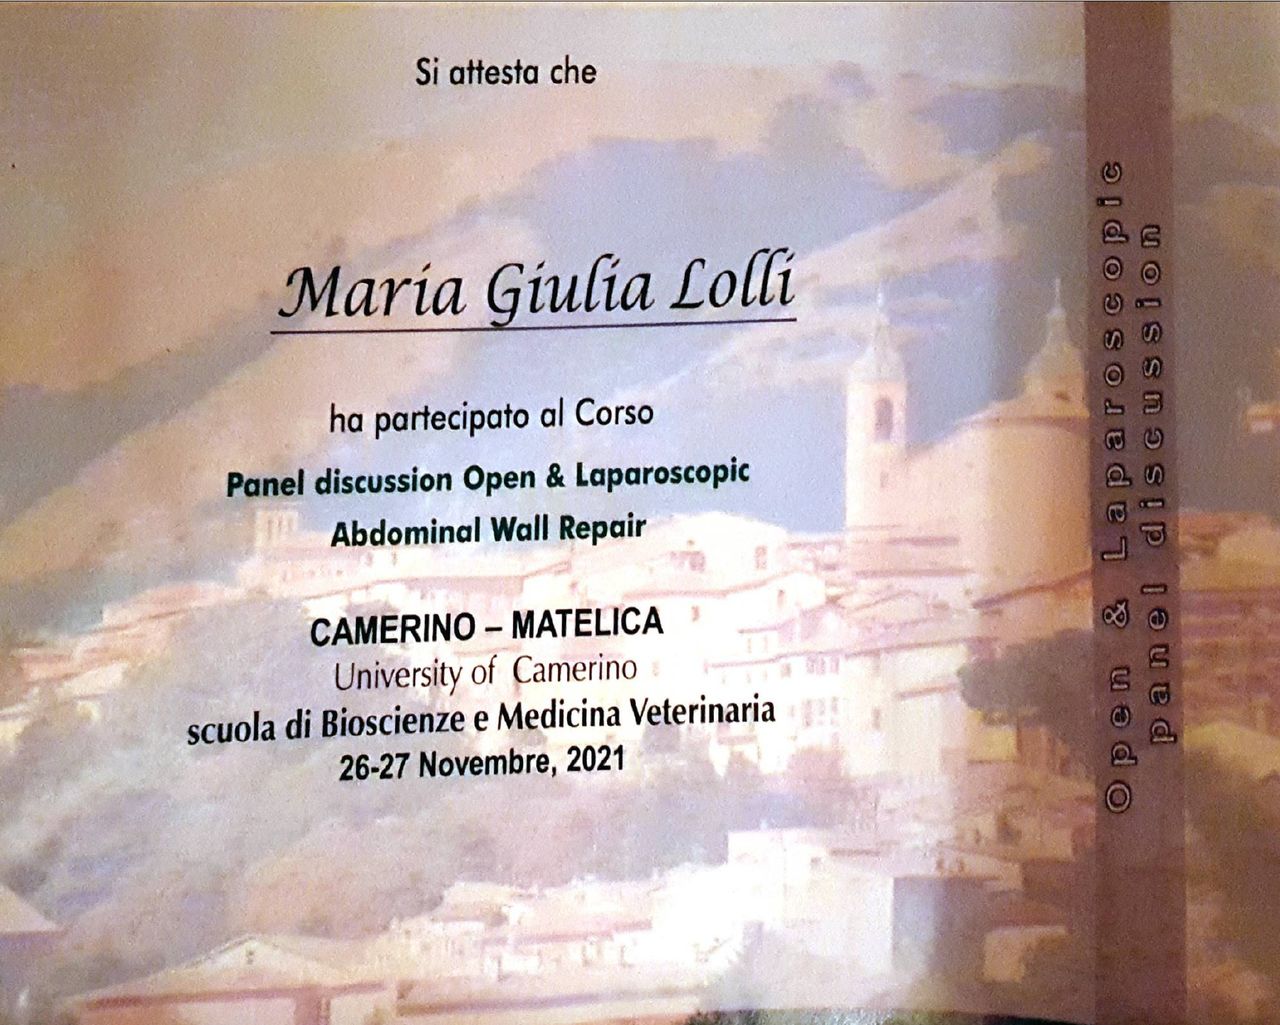 Si attesta che
Maria Giulia Lolli
ha partecipato al Corso
Panel discussion Open & Laparoscopic
Abdominal Wall Repair
CAMERINO – MATELICA
University of Camerino
scuola di Bioscienze e Medicina Veterinaria
26-27 Novembre, 2021
Open & Laparoscopic
panel discussion